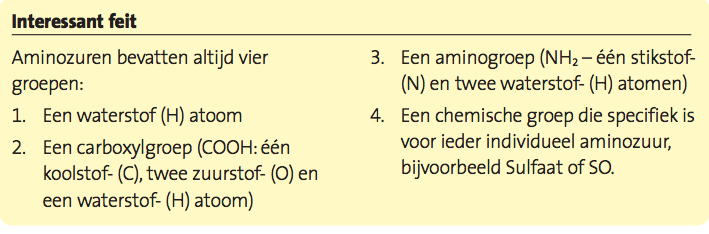 Interessant feit
Aminozuren bevatten altijd vier
groepen:
1. Een waterstof (H) atoom
2. Een carboxylgroep (COOH: één
koolstof- (C), twee zuurstof- (O) en
een waterstof- (H) atoom)
3. Een aminogroep (NH₂ – één stikstof-
(N) en twee waterstof- (H) atomen)
4. Een chemische groep die specifiek is
voor ieder individueel aminozuur,
bijvoorbeeld Sulfaat of SO.